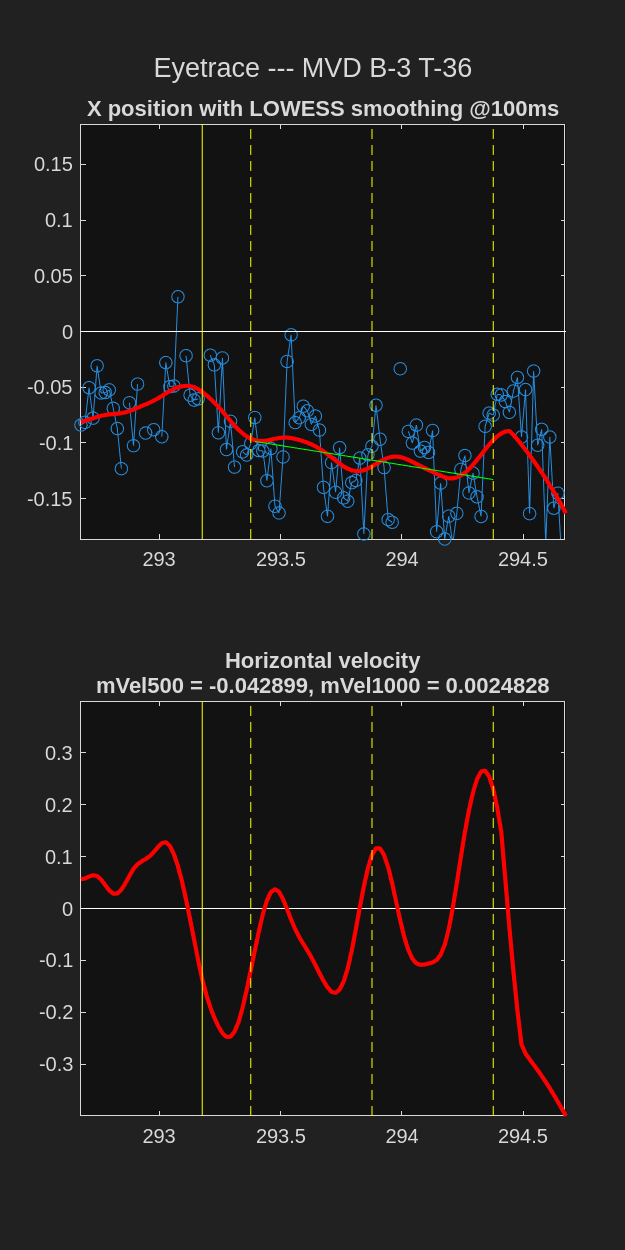 Eyetrace --- MVD B-3 T-36
X position with LOWESS smoothing @100ms
0.15
0.1
0.05
0
-0.05
-0.1
-0.15
293 293.5 294 294.5
Horizontal velocity
mVel500 = -0.042899, mVel1000 = 0.0024828
0.3
0.2
0.1
0
-0.1
-0.2
-0.3
293 293.5 294 294.5